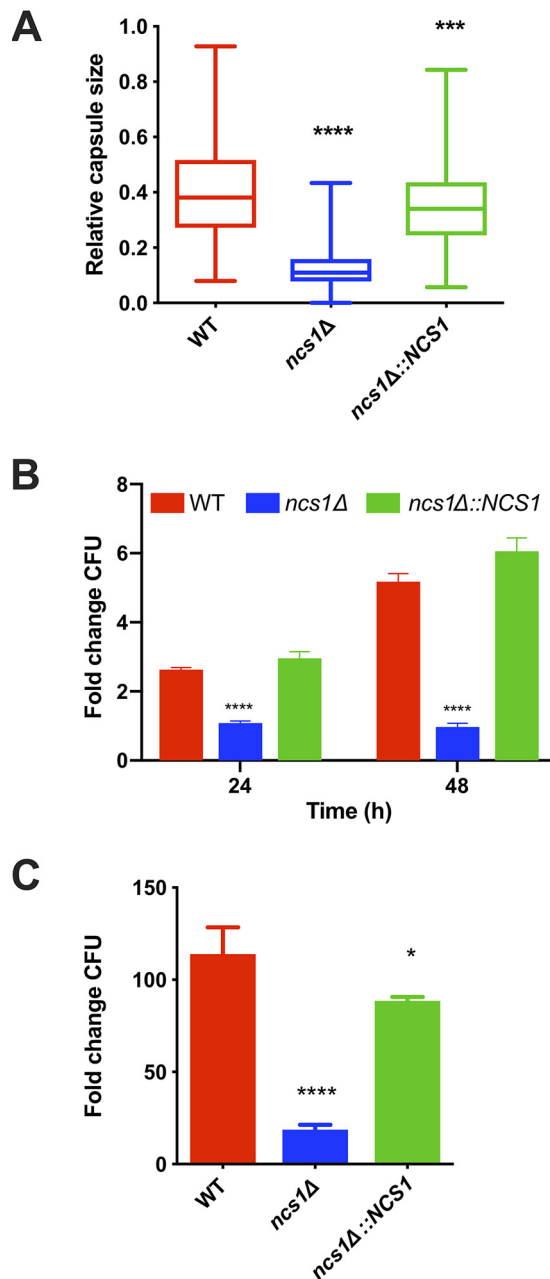 A
Relative capsule size
1.0
0.8
0.6
0.4
0.2
0.0
****
***
WT
ncs1Δ
ncs1Δ::NCS1
B
Fold change CFU
8
6
4
2
0
WT
ncs1Δ
ncs1Δ::NCS1
****
****
24
48
Time (h)
C
Fold change CFU
150
100
50
0
****
*
WT
ncs1Δ
ncs1Δ::NCS1